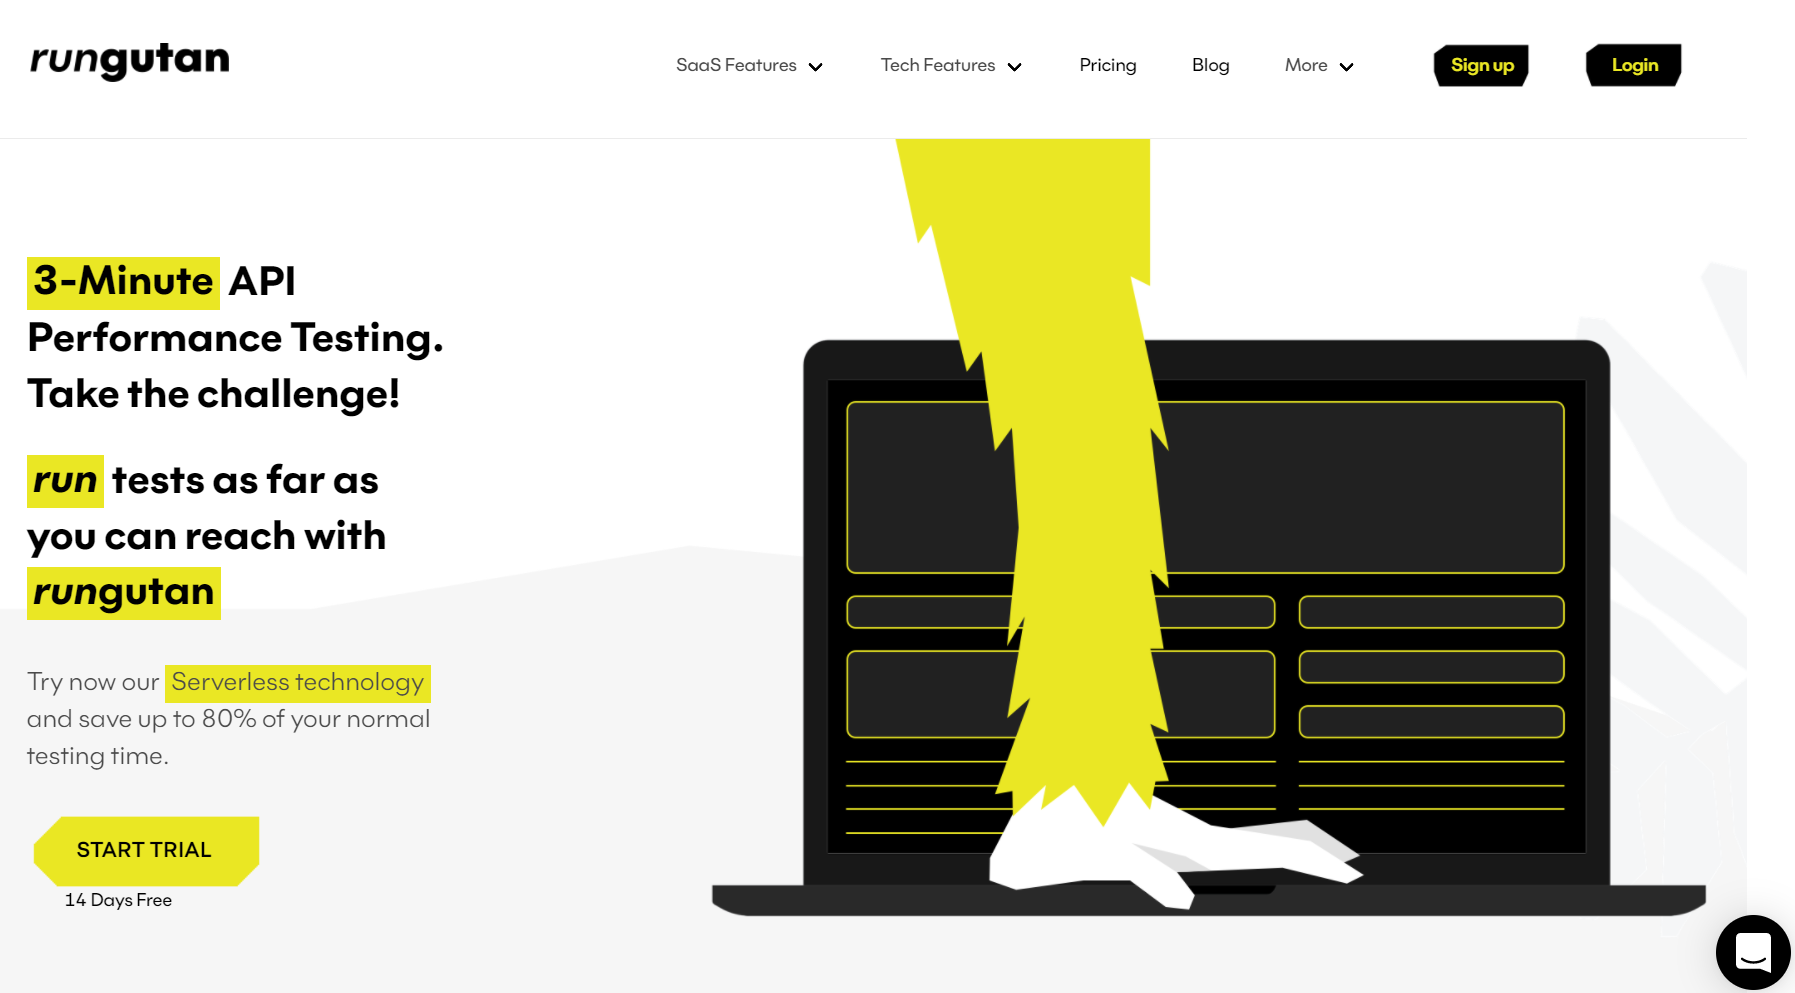 rungutan
SaaS Features
Tech Features
Pricing
Blog
More
Sign up
Login
3-Minute API
Performance Testing.
Take the challenge!
run tests as far as
you can reach with
rungutan
Try now our Serverless technology
and save up to 80% of your normal
testing time.
START TRIAL
14 Days Free